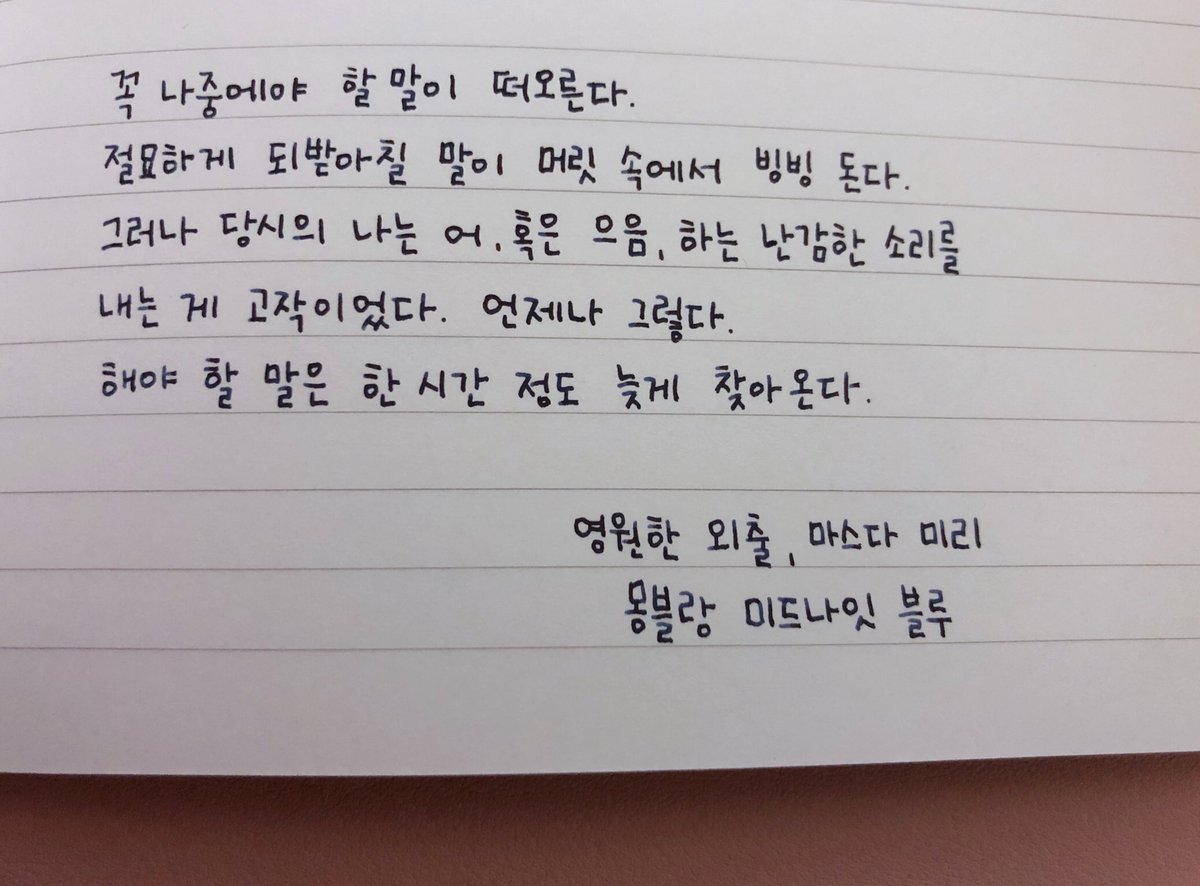 꼭 나중에야 할 말이 떠오른다.
절묘하게 되받아칠 말이 머릿 속에서 빙빙 돈다.
그러나 당시의 나는 어, 혹은 으음, 하는 난감한 소리를
내는 게 고작이었다. 언제나 그렇다.
해야 할 말은 한 시간 정도 늦게 찾아온다.
영원한 외출, 마스다 미리
몽블랑 미드나잇 블루